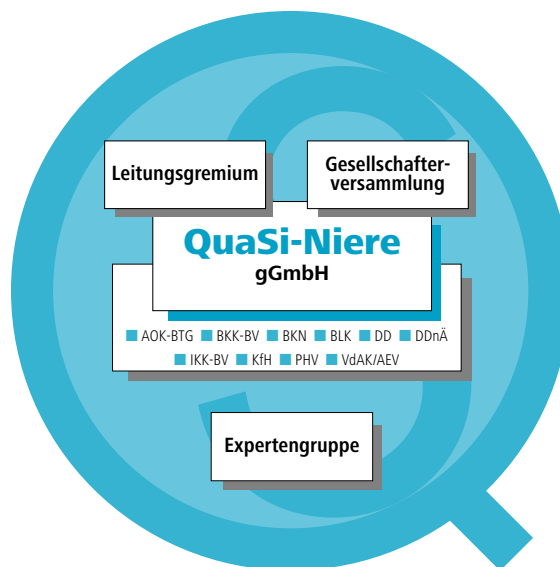 Leitungsgremium
Gesellschafter-
versammlung
QuaSi-Niere
gGmbH
■ AOK-BTG ■ BKK-BV ■ BKN ■ BLK ■ DD ■ DDnÄ
■ IKK-BV ■ KfH ■ PHV ■ VdAK/AEV
Expertengruppe